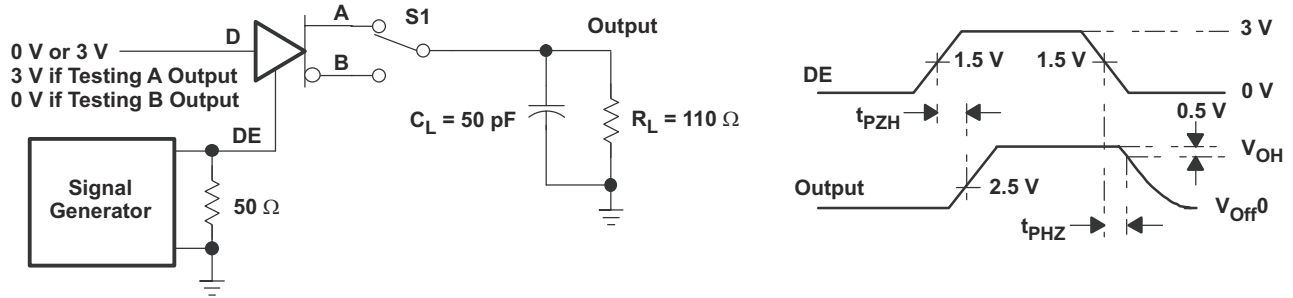 A
S1
Output
D
0 V or 3 V
3 V if Testing A Output
0 V if Testing B Output
B
C_L = 50 pF
R_L = 110 Ω
DE
Signal
Generator
50 Ω
3 V
DE
1.5 V
1.5 V
0 V
t_PZH
0.5 V
V_OH
Output
2.5 V
V_Off0
t_PHZ